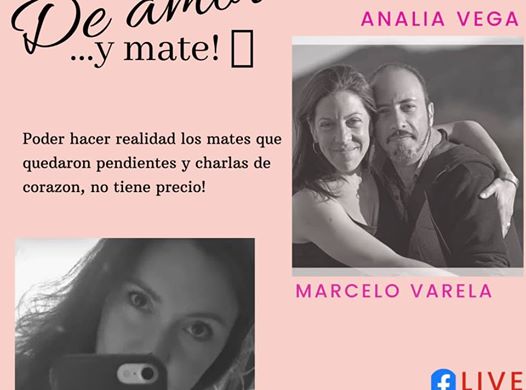 De amor
...y mate!
ANALIA VEGA
Poder hacer realidad los mates que
quedaron pendientes y charlas de
corazon, no tiene precio!
MARCELO VARELA
LIVE